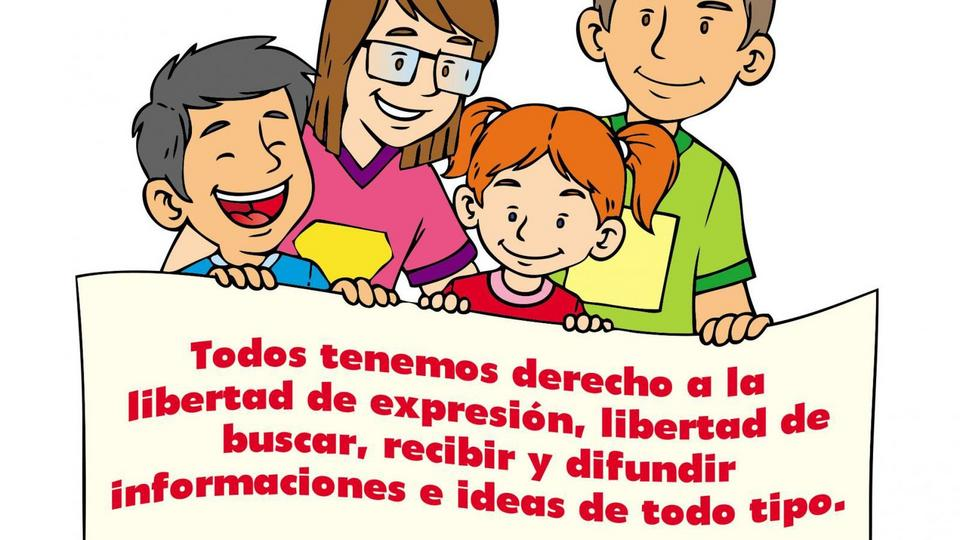 Todos tenemos derecho a la
libertad de expresión, libertad de
buscar, recibir y difundir
informaciones e ideas de todo tipo.